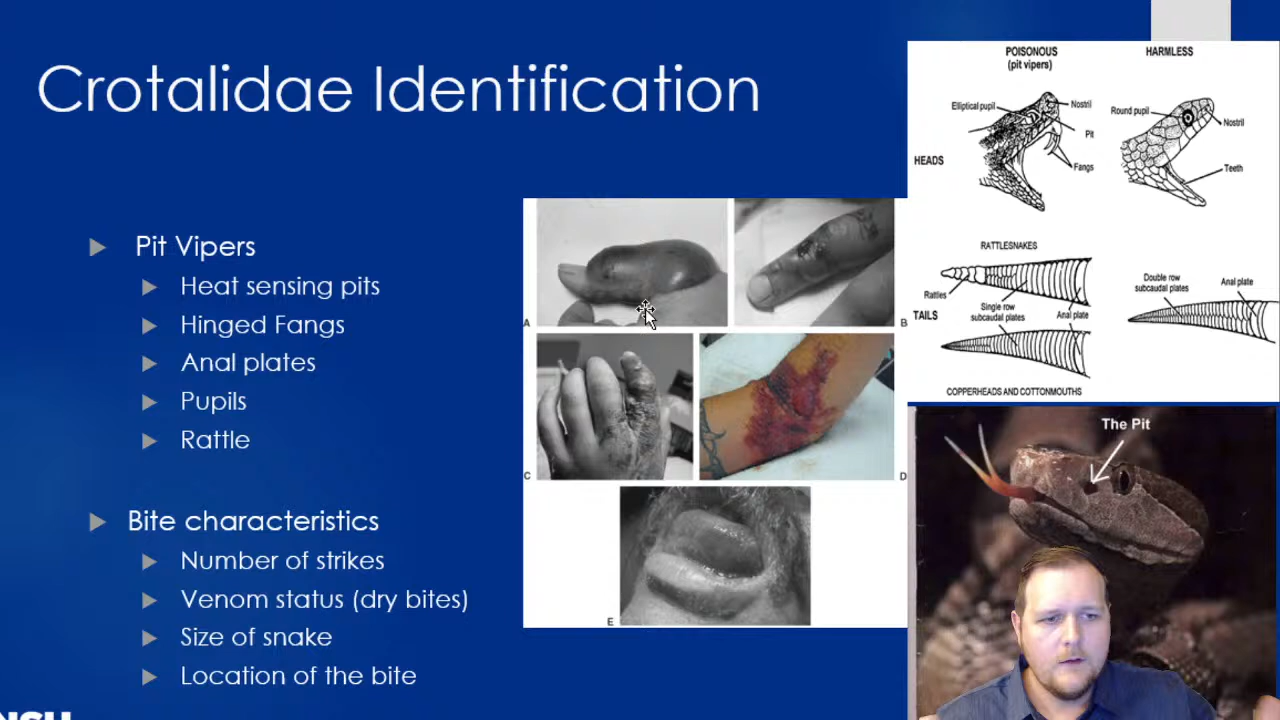 Crotalidae Identification
Pit Vipers
Heat sensing pits
Hinged Fangs
Anal plates
Pupils
Rattle
Bite characteristics
Number of strikes
Venom status (dry bites)
Size of snake
Location of the bite
A
B
C
D
E
POISONOUS
(pit vipers)
HARMLESS
Elliptical pupil
Nostril
Pit
Fangs
Round pupil
Nostril
Teeth
HEADS
RATTLESNAKES
Rattles
Single row
subcaudal plates
Anal plate
Double row
subcaudal plates
Anal plate
TAILS
COPPERHEADS AND COTTONMOUTHS
The Pit